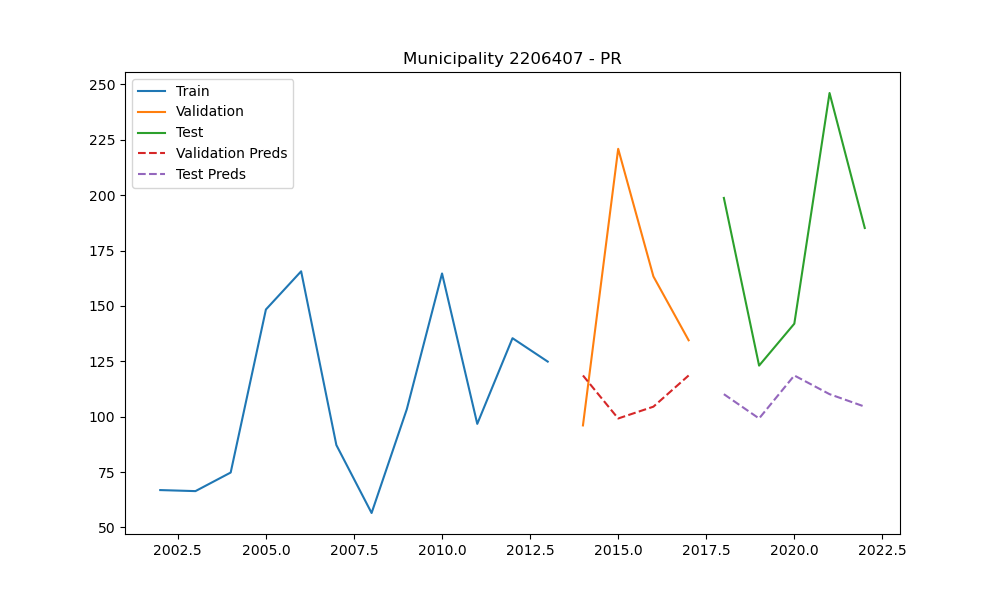 Municipality 2206407 - PR
250
225
200
175
150
125
100
75
50
Train
Validation
Test
Validation Preds
Test Preds
2002.5 2005.0 2007.5 2010.0 2012.5 2015.0 2017.5 2020.0 2022.5